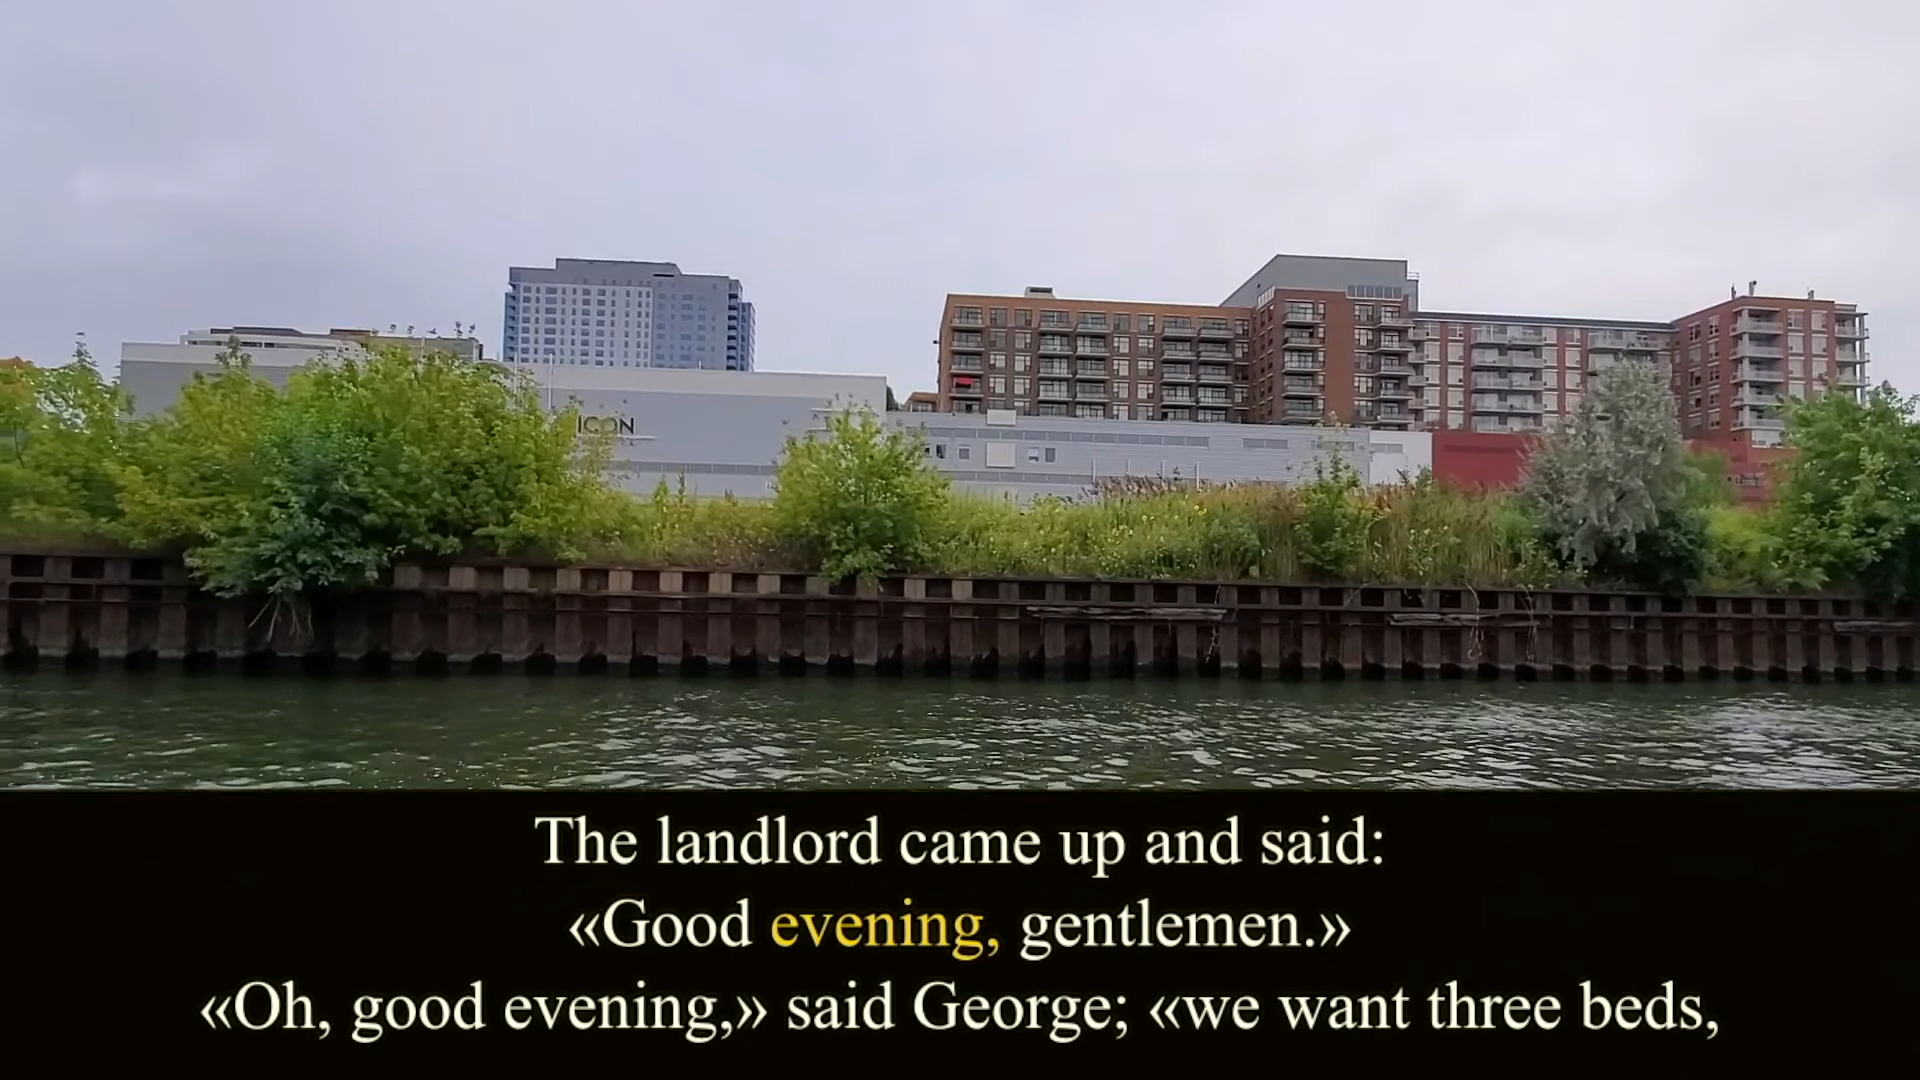 ICON
The landlord came up and said:
«Good evening, gentlemen.»
«Oh, good evening,» said George; «we want three beds,